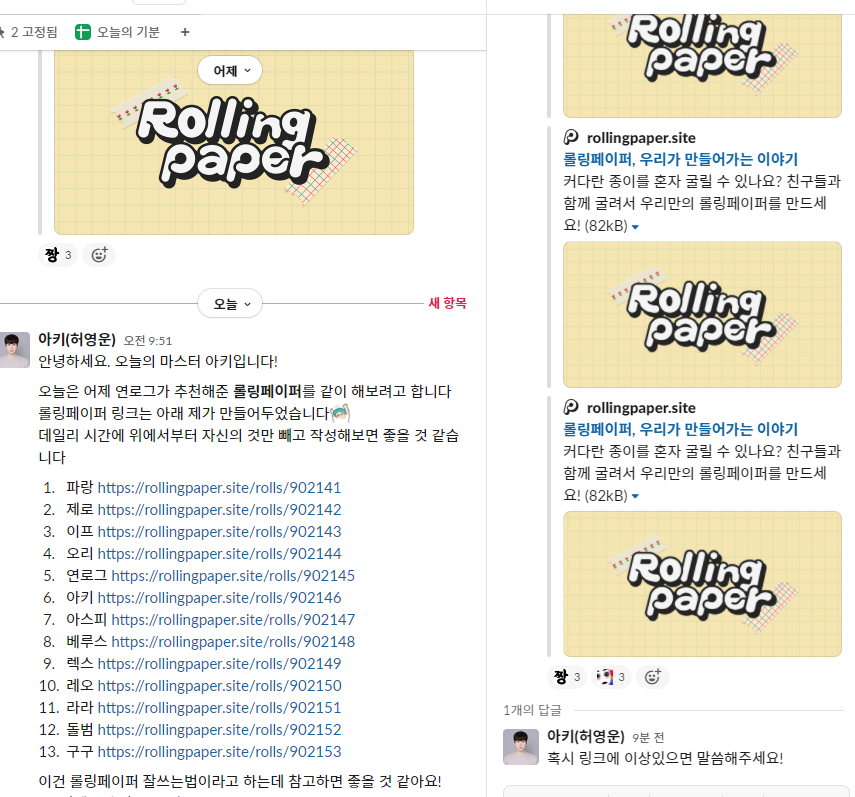 2 고정됨
오늘의 기분
+
어제
Rolling
paper
짱 3
오늘
새 항목
아키(허영운) 오전 9:51
안녕하세요. 오늘의 마스터 아키입니다!
오늘은 어제 연로그가 추천해준 롤링페이퍼를 같이 해보려고 합니다
롤링페이퍼 링크는 아래 제가 만들어두었습니다
데일리 시간에 위에서부터 자신의 것만 빼고 작성해보면 좋을 것 같습
니다
1. 파랑 https://rollingpaper.site/rolls/902141
2. 제로 https://rollingpaper.site/rolls/902142
3. 이프 https://rollingpaper.site/rolls/902143
4. 오리 https://rollingpaper.site/rolls/902144
5. 연로그 https://rollingpaper.site/rolls/902145
6. 아키 https://rollingpaper.site/rolls/902146
7. 아스피 https://rollingpaper.site/rolls/902147
8. 베루스 https://rollingpaper.site/rolls/902148
9. 렉스 https://rollingpaper.site/rolls/902149
10. 레오 https://rollingpaper.site/rolls/902150
11. 라라 https://rollingpaper.site/rolls/902151
12. 돌범 https://rollingpaper.site/rolls/902152
13. 구구 https://rollingpaper.site/rolls/902153
이건 롤링페이퍼 잘쓰는법이라고 하는데 참고하면 좋을 것 같아요!
Rolling
paper
rollingpaper.site
롤링페이퍼, 우리가 만들어가는 이야기
커다란 종이를 혼자 굴릴 수 있나요? 친구들과
함께 굴려서 우리만의 롤링페이퍼를 만드세
요! (82kB)
Rolling
paper
rollingpaper.site
롤링페이퍼, 우리가 만들어가는 이야기
커다란 종이를 혼자 굴릴 수 있나요? 친구들과
함께 굴려서 우리만의 롤링페이퍼를 만드세
요! (82kB)
Rolling
paper
짱 3 3
1개의 답글
아키(허영운) 9분 전
혹시 링크에 이상있으면 말씀해주세요!